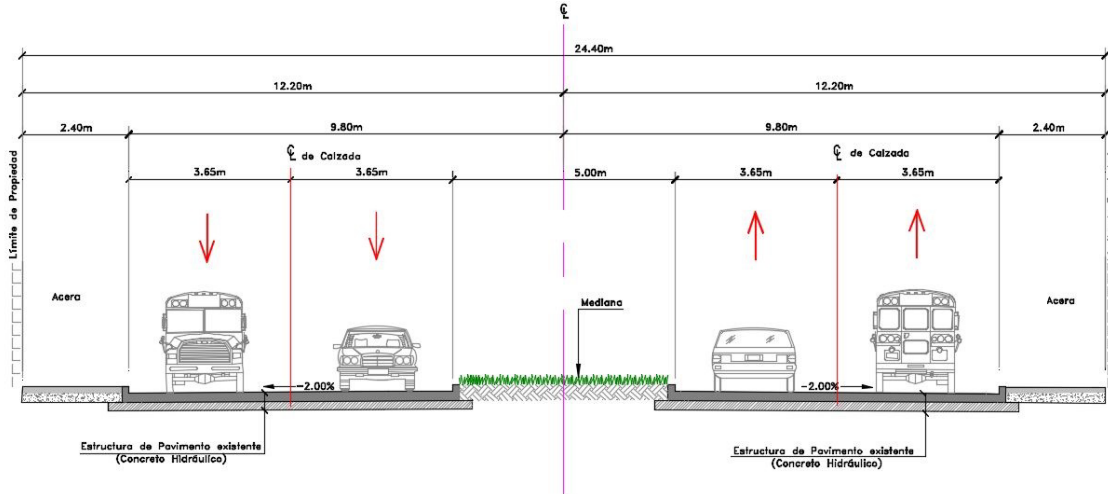 ℄
24.40m
12.20m
12.20m
2.40m
9.80m
9.80m
2.40m
℄ de Calzada
℄ de Calzada
3.65m
3.65m
5.00m
3.65m
3.65m
Límite de Propiedad
Acera
Mediana
Acera
-2.00%
-2.00%
Estructura de Pavimento existente
(Concreto Hidráulico)
Estructura de Pavimento existente
(Concreto Hidráulico)